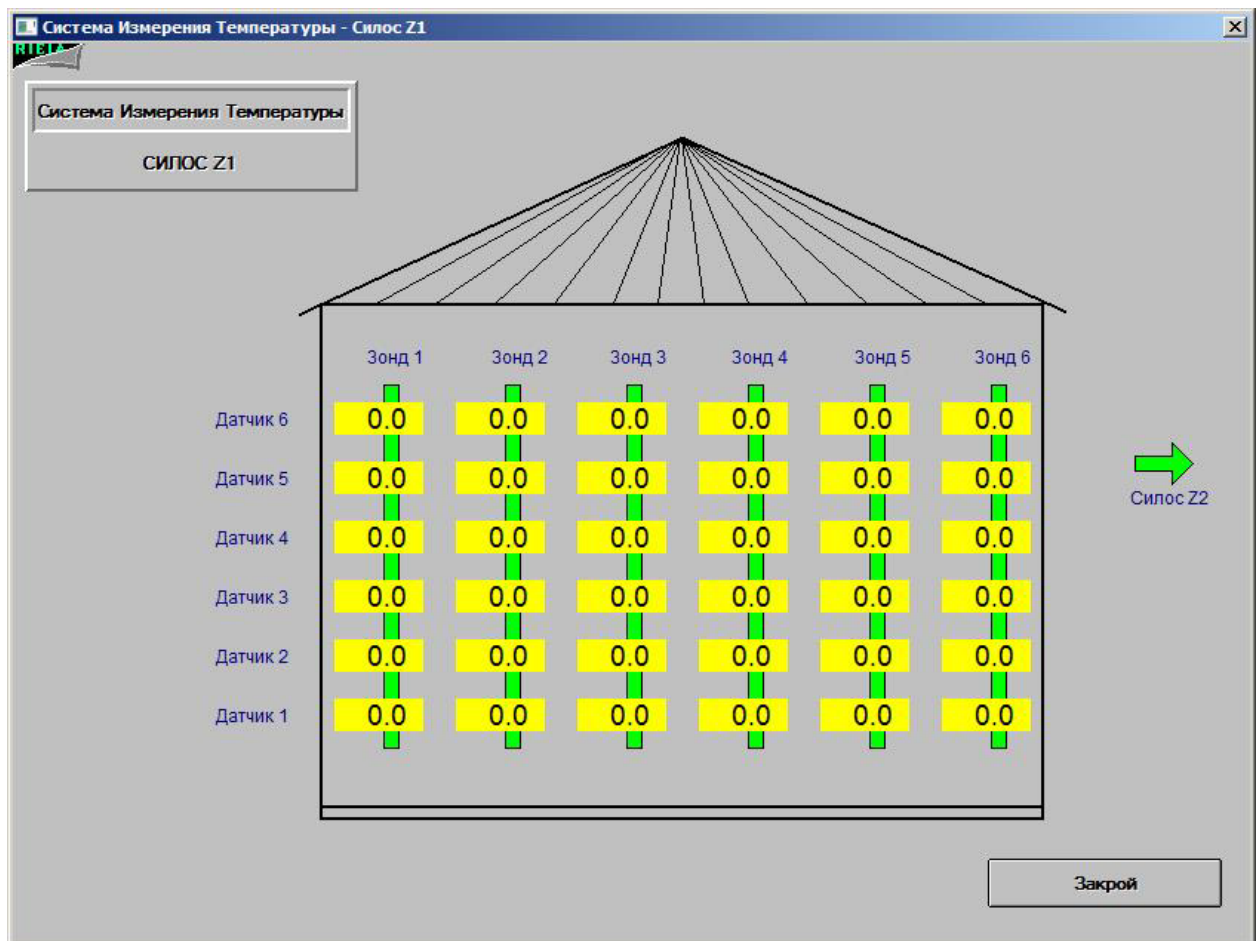 Система Измерения Температуры - Силос Z1
RIELA
Система Измерения Температуры
СИЛОС Z1
Зонд 1 Зонд 2 Зонд 3 Зонд 4 Зонд 5 Зонд 6
Датчик 6 0.0 0.0 0.0 0.0 0.0 0.0
Датчик 5 0.0 0.0 0.0 0.0 0.0 0.0
Силос Z2
Датчик 4 0.0 0.0 0.0 0.0 0.0 0.0
Датчик 3 0.0 0.0 0.0 0.0 0.0 0.0
Датчик 2 0.0 0.0 0.0 0.0 0.0 0.0
Датчик 1 0.0 0.0 0.0 0.0 0.0 0.0
Закрой